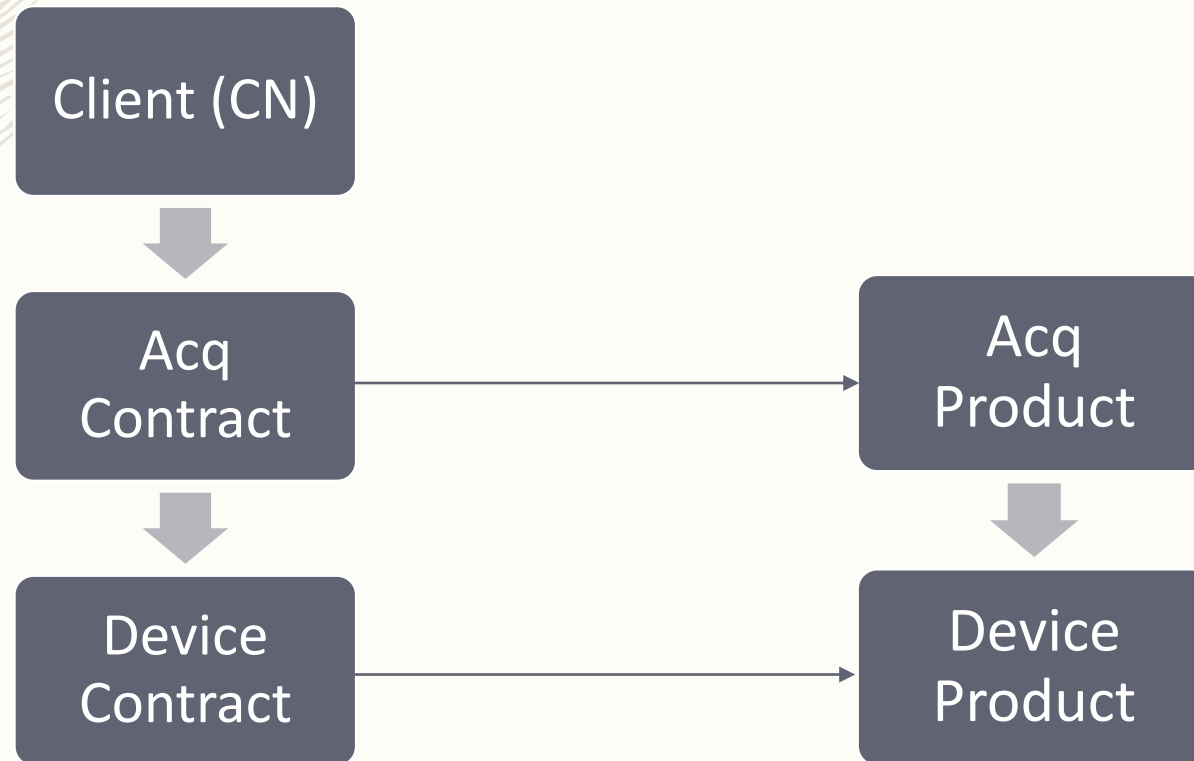 Client (CN)
Acq
Contract
Acq
Product
Device
Contract
Device
Product